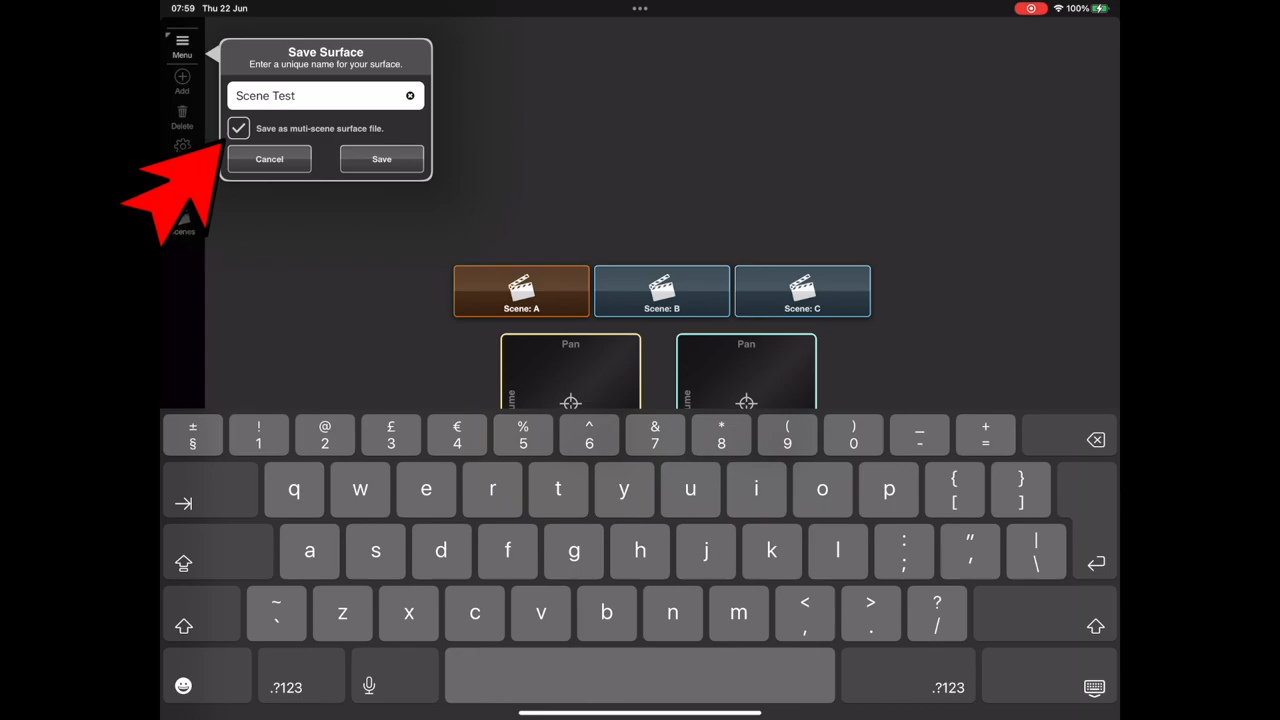 07:59 Thu 22 Jun
100%
Menu
Add
Delete
Save Surface
Enter a unique name for your surface.
Scene Test
Save as muti-scene surface file.
Cancel
Save
Scene: A
Scene: B
Scene: C
Pan
Pan
± ! @ £ € % ^ & * ( ) _ +
§ 1 2 3 4 5 6 7 8 9 0 - =
q w e r t y u i o p { [ } ]
a s d f g h j k l : ; " ' | \
~ ` z x c v b n m < , > . ? /
.?123
.?123